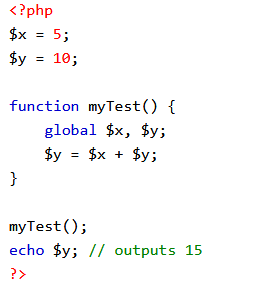 <?php
$x = 5;
$y = 10;

function myTest() {
    global $x, $y;
    $y = $x + $y;
}

myTest();
echo $y; // outputs 15
?>